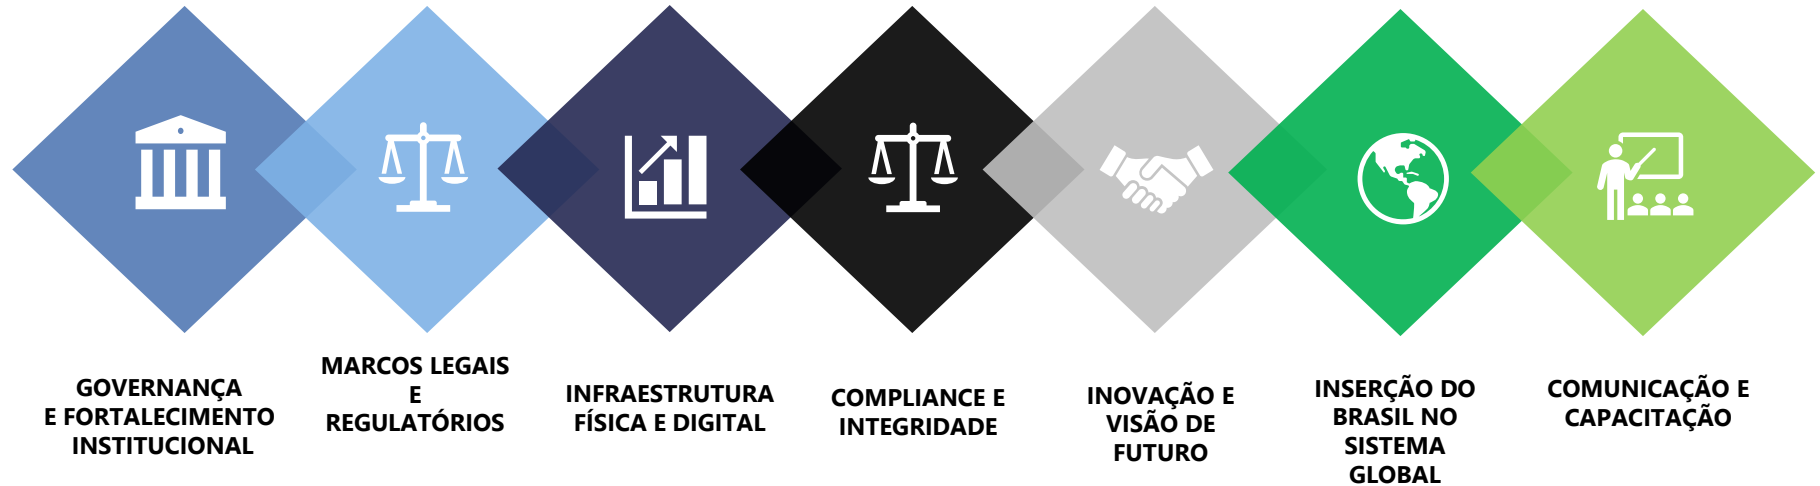 GOVERNANÇA
E FORTALECIMENTO
INSTITUCIONAL
MARCOS LEGAIS
E
REGULATÓRIOS
INFRAESTRUTURA
FÍSICA E DIGITAL
COMPLIANCE E
INTEGRIDADE
INOVAÇÃO E
VISÃO DE
FUTURO
INSERÇÃO DO
BRASIL NO
SISTEMA
GLOBAL
COMUNICAÇÃO E
CAPACITAÇÃO